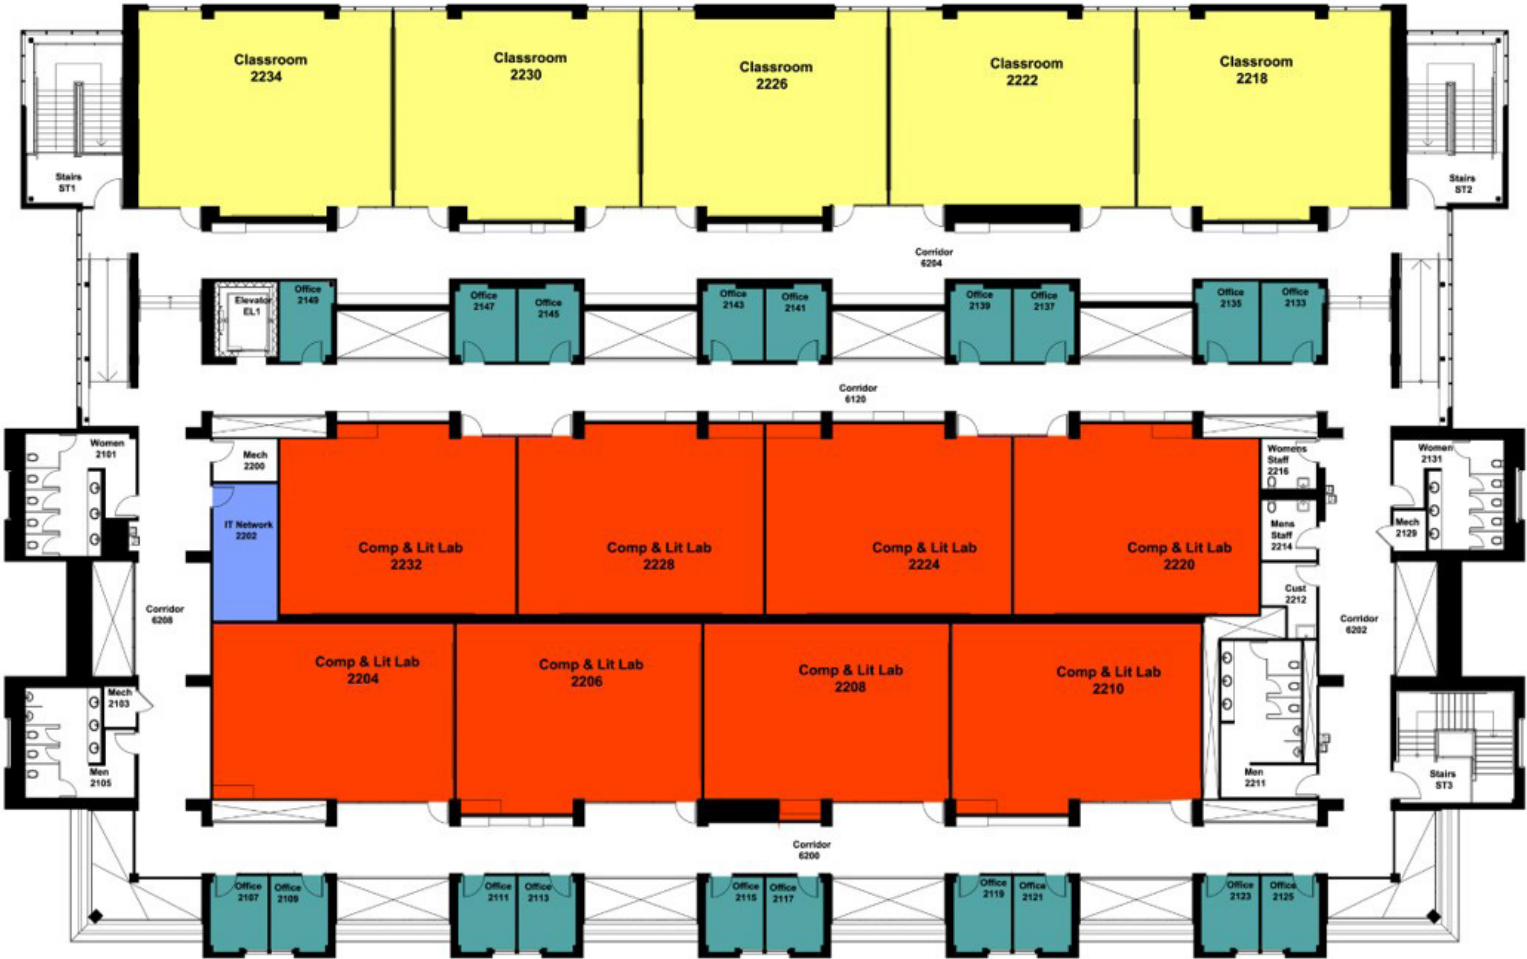 Classroom
2234
Classroom
2230
Classroom
2226
Classroom
2222
Classroom
2218
Stairs
ST1
Stairs
ST2
Corridor
6204
Elevator
EL1
Office
2149
Office
2147
Office
2145
Office
2143
Office
2141
Office
2139
Office
2137
Office
2135
Office
2133
Corridor
6120
Women
2101
Mech
2200
Womens
Staff
2216
Women
2131
IT Network
2202
Comp & Lit Lab
2232
Comp & Lit Lab
2228
Comp & Lit Lab
2224
Comp & Lit Lab
2220
Mens
Staff
2214
Mech
2129
Cust
2212
Corridor
6208
Corridor
6202
Comp & Lit Lab
2204
Comp & Lit Lab
2206
Comp & Lit Lab
2208
Comp & Lit Lab
2210
Mech
2103
Men
2105
Men
2211
Stairs
ST3
Corridor
6200
Office
2107
Office
2109
Office
2111
Office
2113
Office
2115
Office
2117
Office
2119
Office
2121
Office
2123
Office
2125